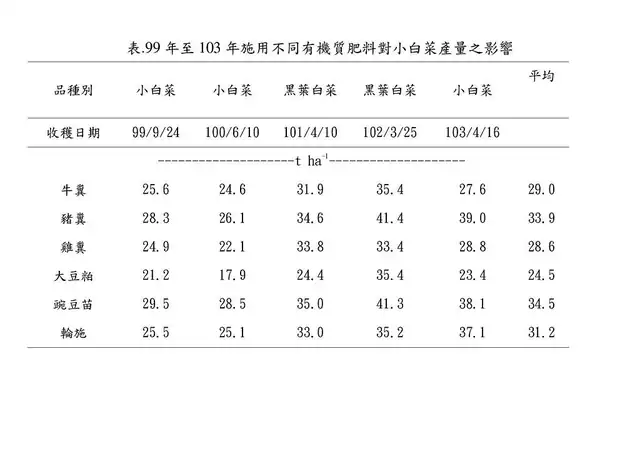 表.99 年至 103 年施用不同有機質肥料對小白菜產量之影響
品種別 小白菜 小白菜 黑葉白菜 黑葉白菜 小白菜 平均
收穫日期 99/9/24 100/6/10 101/4/10 102/3/25 103/4/16
--------------------t ha⁻¹--------------------
牛糞 25.6 24.6 31.9 35.4 27.6 29.0
豬糞 28.3 26.1 34.6 41.4 39.0 33.9
雞糞 24.9 22.1 33.8 33.4 28.8 28.6
大豆粕 21.2 17.9 24.4 35.4 23.4 24.5
豌豆苗 29.5 28.5 35.0 41.3 38.1 34.5
輪施 25.5 25.1 33.0 35.2 37.1 31.2